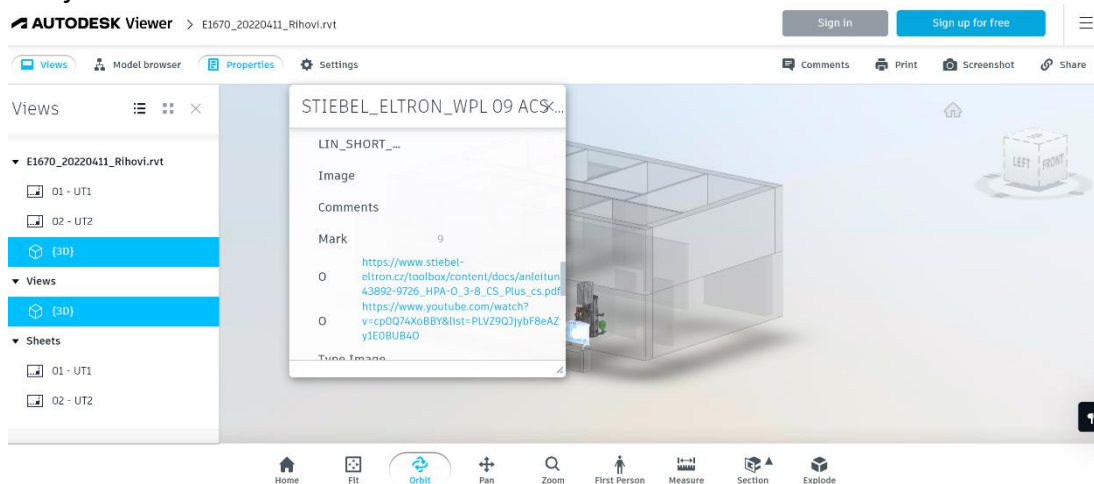 AUTODESK Viewer > E1670_20220411_Rihovi.rvt
Sign in
Sign up for free
Views
Model browser
Properties
Settings
Comments
Print
Screenshot
Share
Views
E1670_20220411_Rihovi.rvt
01 - UT1
02 - UT2
{3D}
Views
{3D}
Sheets
01 - UT1
02 - UT2
STIEBEL_ELTRON_WPL 09 ACS...
LIN_SHORT_...
Image
Comments
Mark 9
O https://www.stiebel-
eltron.cz/toolbox/content/docs/anleitun
43892-9726_HPA-O_3-8_CS_Plus_cs.pdf
O https://www.youtube.com/watch?
v=cp0Q74XoBBY&list=PLVZ9QJjybF8eAZ
y1E0BUB4O
Type Image
LEFT
FRONT
Home
Fit
Orbit
Pan
Zoom
First Person
Measure
Section
Explode